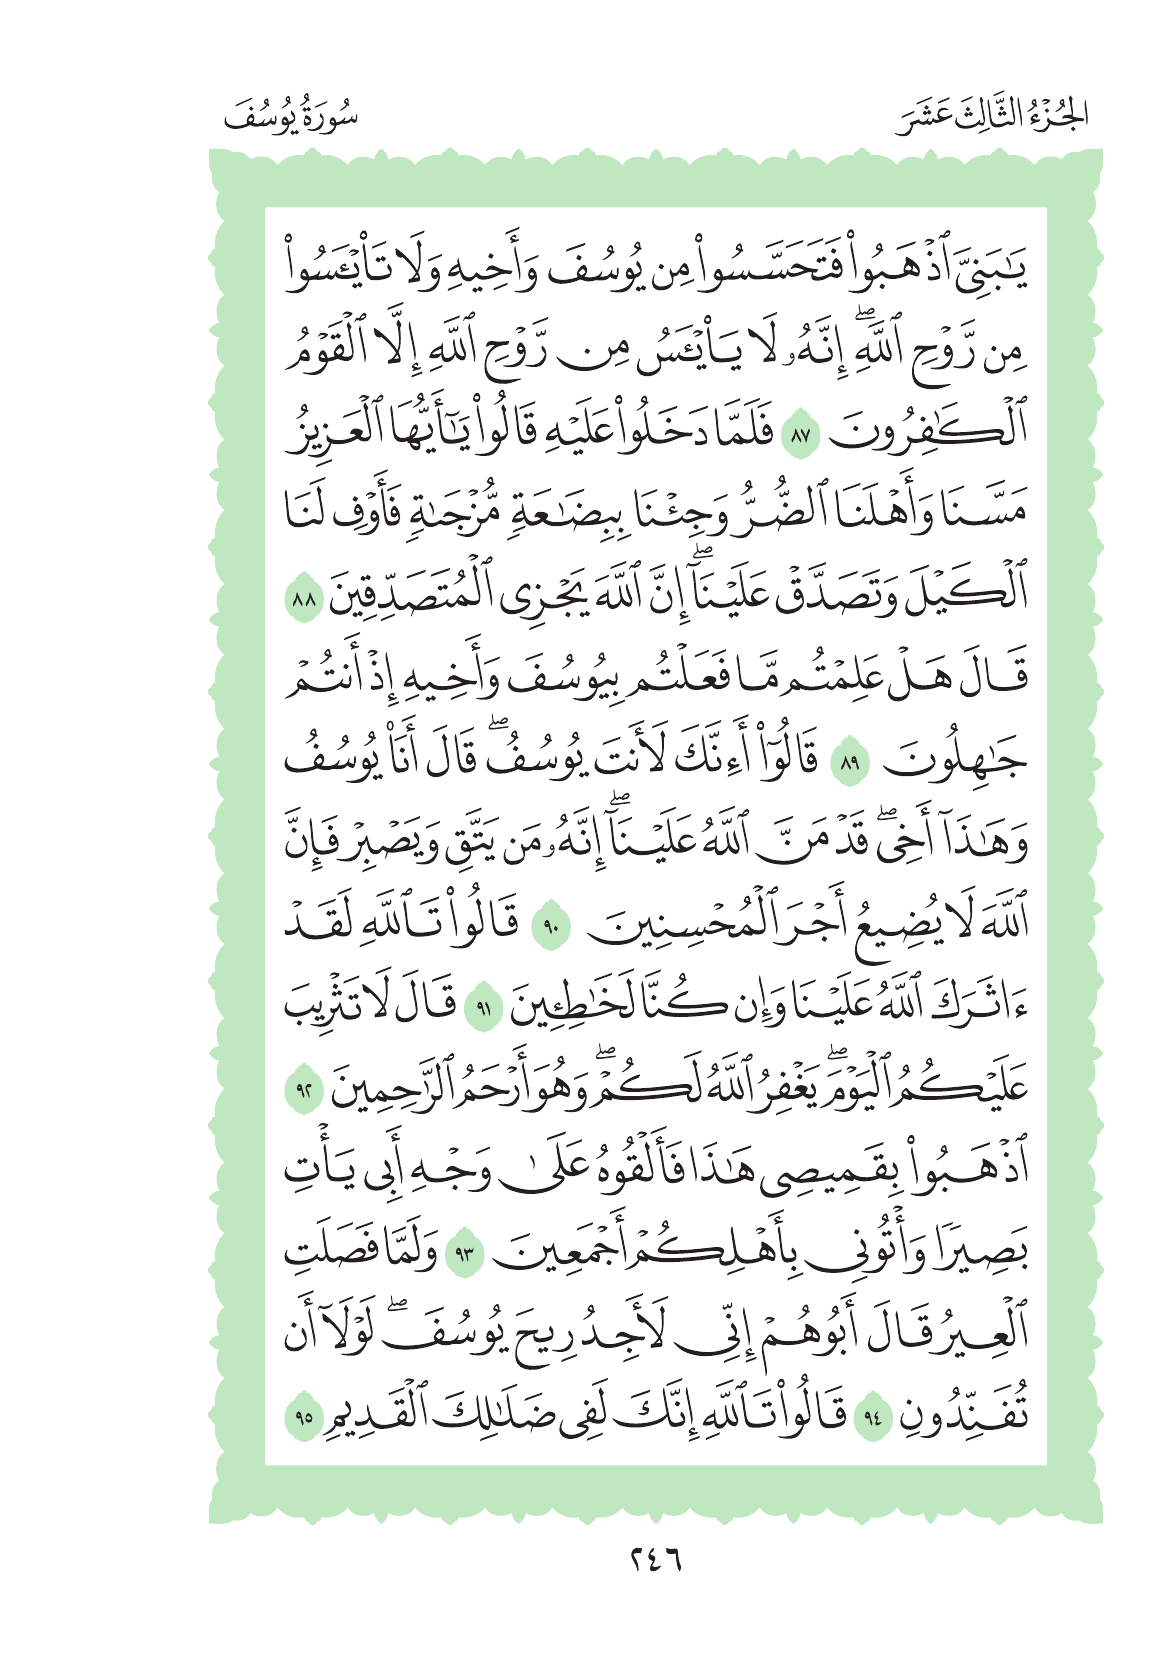 الجُزْءُ الثَّالِثَ عَشَرَ
سُورَةُ يُوسُفَ
يَٰبَنِيَّ ٱذۡهَبُواْ فَتَحَسَّسُواْ مِن يُوسُفَ وَأَخِيهِ وَلَا تَاْيۡـَٔسُواْ
مِن رَّوۡحِ ٱللَّهِۖ إِنَّهُۥ لَا يَاْيۡـَٔسُ مِن رَّوۡحِ ٱللَّهِ إِلَّا ٱلۡقَوۡمُ
ٱلۡكَٰفِرُونَ ٨٧ فَلَمَّا دَخَلُواْ عَلَيۡهِ قَالُواْ يَٰٓأَيُّهَا ٱلۡعَزِيزُ
مَسَّنَا وَأَهۡلَنَا ٱلضُّرُّ وَجِئۡنَا بِبِضَٰعَةٖ مُّزۡجَىٰةٖ فَأَوۡفِ لَنَا
ٱلۡكَيۡلَ وَتَصَدَّقۡ عَلَيۡنَآۖ إِنَّ ٱللَّهَ يَجۡزِي ٱلۡمُتَصَدِّقِينَ ٨٨
قَالَ هَلۡ عَلِمۡتُم مَّا فَعَلۡتُم بِيُوسُفَ وَأَخِيهِ إِذۡ أَنتُمۡ
جَٰهِلُونَ ٨٩ قَالُوٓاْ أَءِنَّكَ لَأَنتَ يُوسُفُۖ قَالَ أَنَا۠ يُوسُفُ
وَهَٰذَآ أَخِيۖ قَدۡ مَنَّ ٱللَّهُ عَلَيۡنَآۖ إِنَّهُۥ مَن يَتَّقِ وَيَصۡبِرۡ فَإِنَّ
ٱللَّهَ لَا يُضِيعُ أَجۡرَ ٱلۡمُحۡسِنِينَ ٩٠ قَالُواْ تَٱللَّهِ لَقَدۡ
ءَاثَرَكَ ٱللَّهُ عَلَيۡنَا وَإِن كُنَّا لَخَٰطِـِٔينَ ٩١ قَالَ لَا تَثۡرِيبَ
عَلَيۡكُمُ ٱلۡيَوۡمَۖ يَغۡفِرُ ٱللَّهُ لَكُمۡۖ وَهُوَ أَرۡحَمُ ٱلرَّٰحِمِينَ ٩٢
ٱذۡهَبُواْ بِقَمِيصِي هَٰذَا فَأَلۡقُوهُ عَلَىٰ وَجۡهِ أَبِي يَأۡتِ
بَصِيرٗا وَأۡتُونِي بِأَهۡلِكُمۡ أَجۡمَعِينَ ٩٣ وَلَمَّا فَصَلَتِ
ٱلۡعِيرُ قَالَ أَبُوهُمۡ إِنِّي لَأَجِدُ رِيحَ يُوسُفَۖ لَوۡلَآ أَن
تُفَنِّدُونِ ٩٤ قَالُواْ تَٱللَّهِ إِنَّكَ لَفِي ضَلَٰلِكَ ٱلۡقَدِيمِ ٩٥
٢٤٦